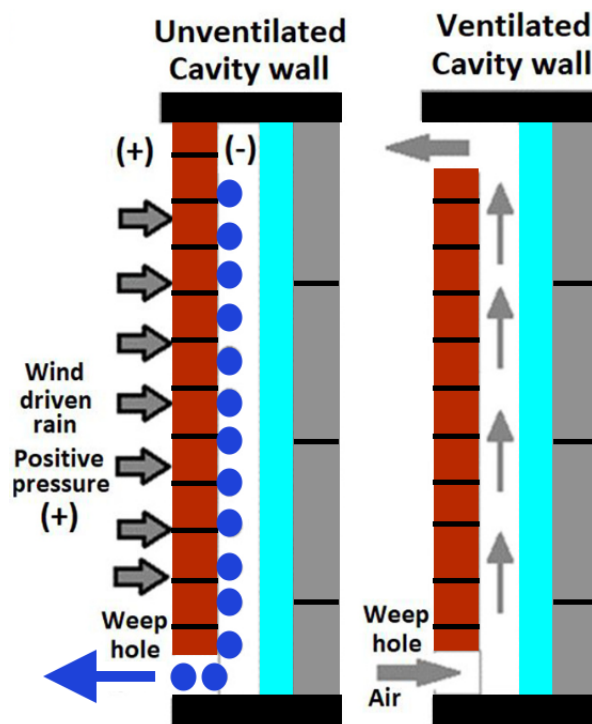 Unventilated
Cavity wall
Ventilated
Cavity wall
(+)
(-)
Wind
driven
rain
Positive
pressure
(+)
Weep
hole
Weep
hole
Air